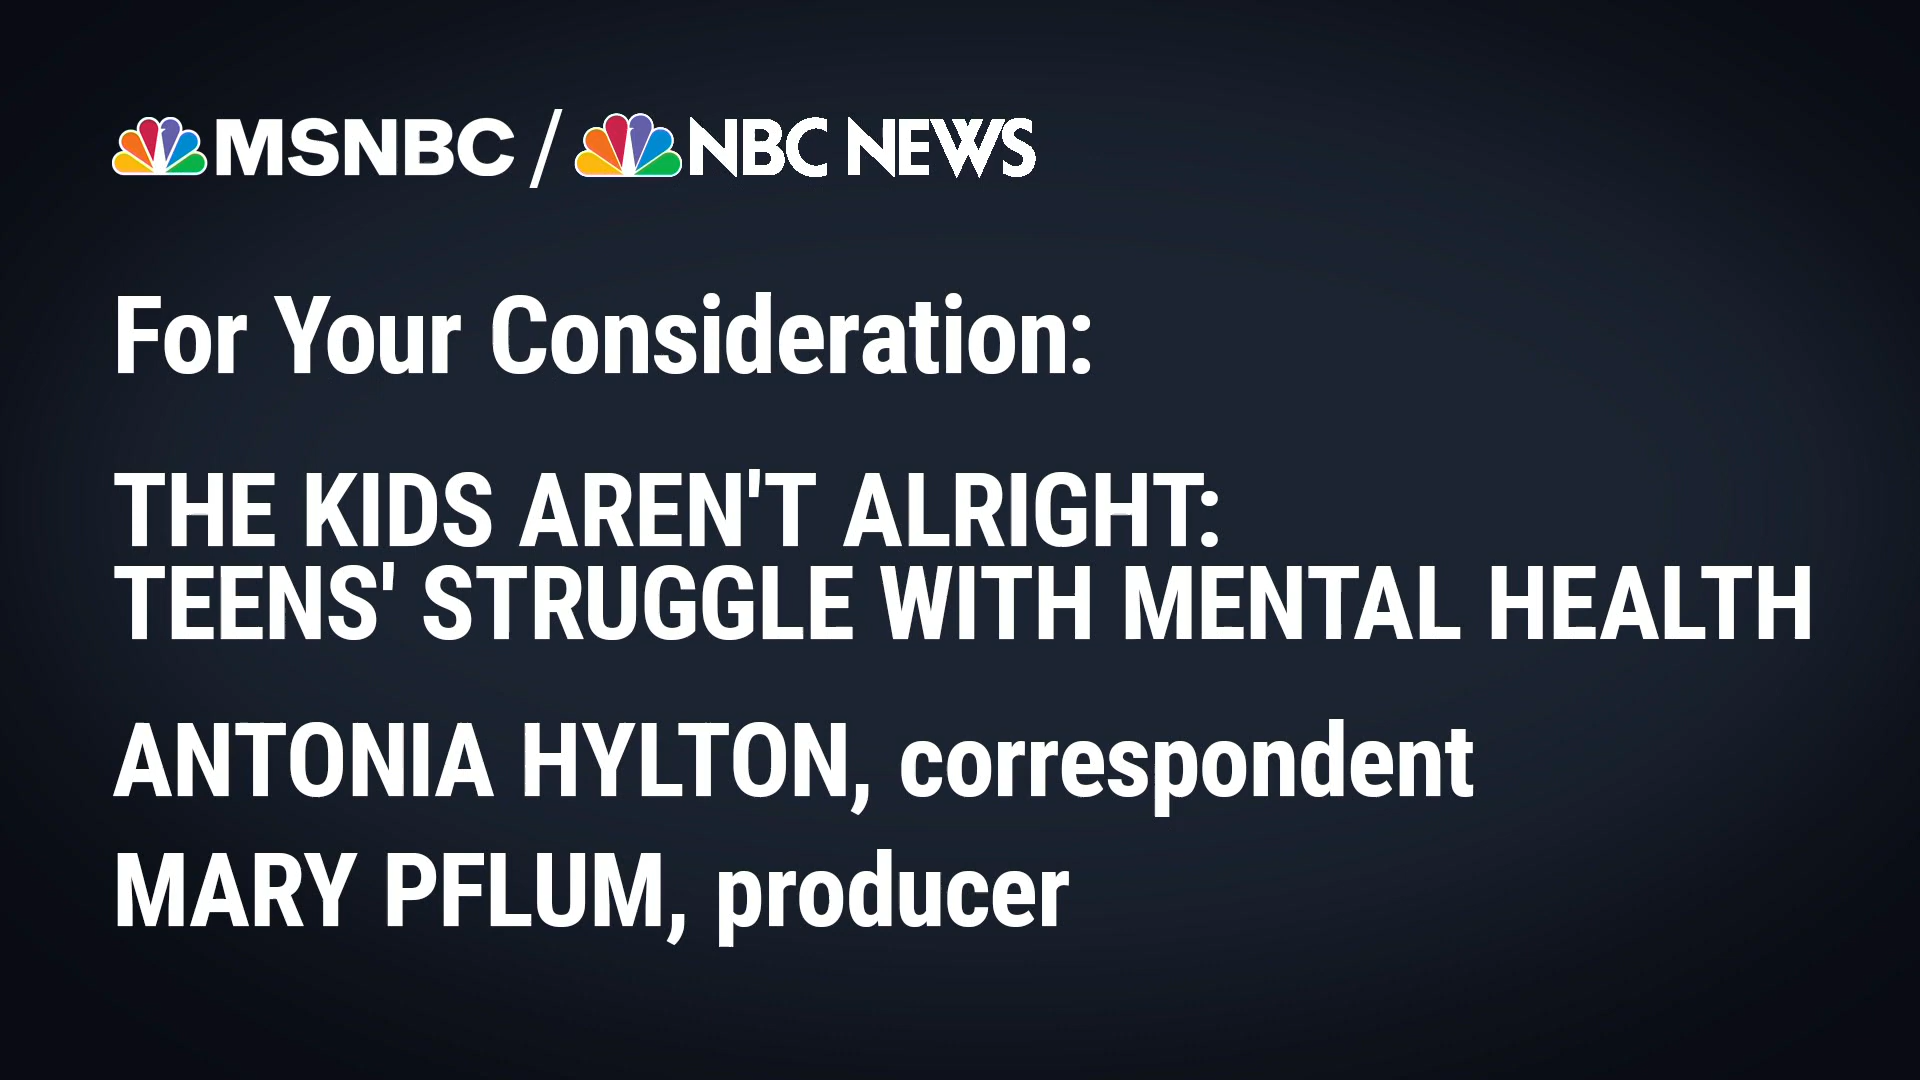 MSNBC / NBC NEWS
For Your Consideration:
THE KIDS AREN'T ALRIGHT:
TEENS' STRUGGLE WITH MENTAL HEALTH
ANTONIA HYLTON, correspondent
MARY PFLUM, producer